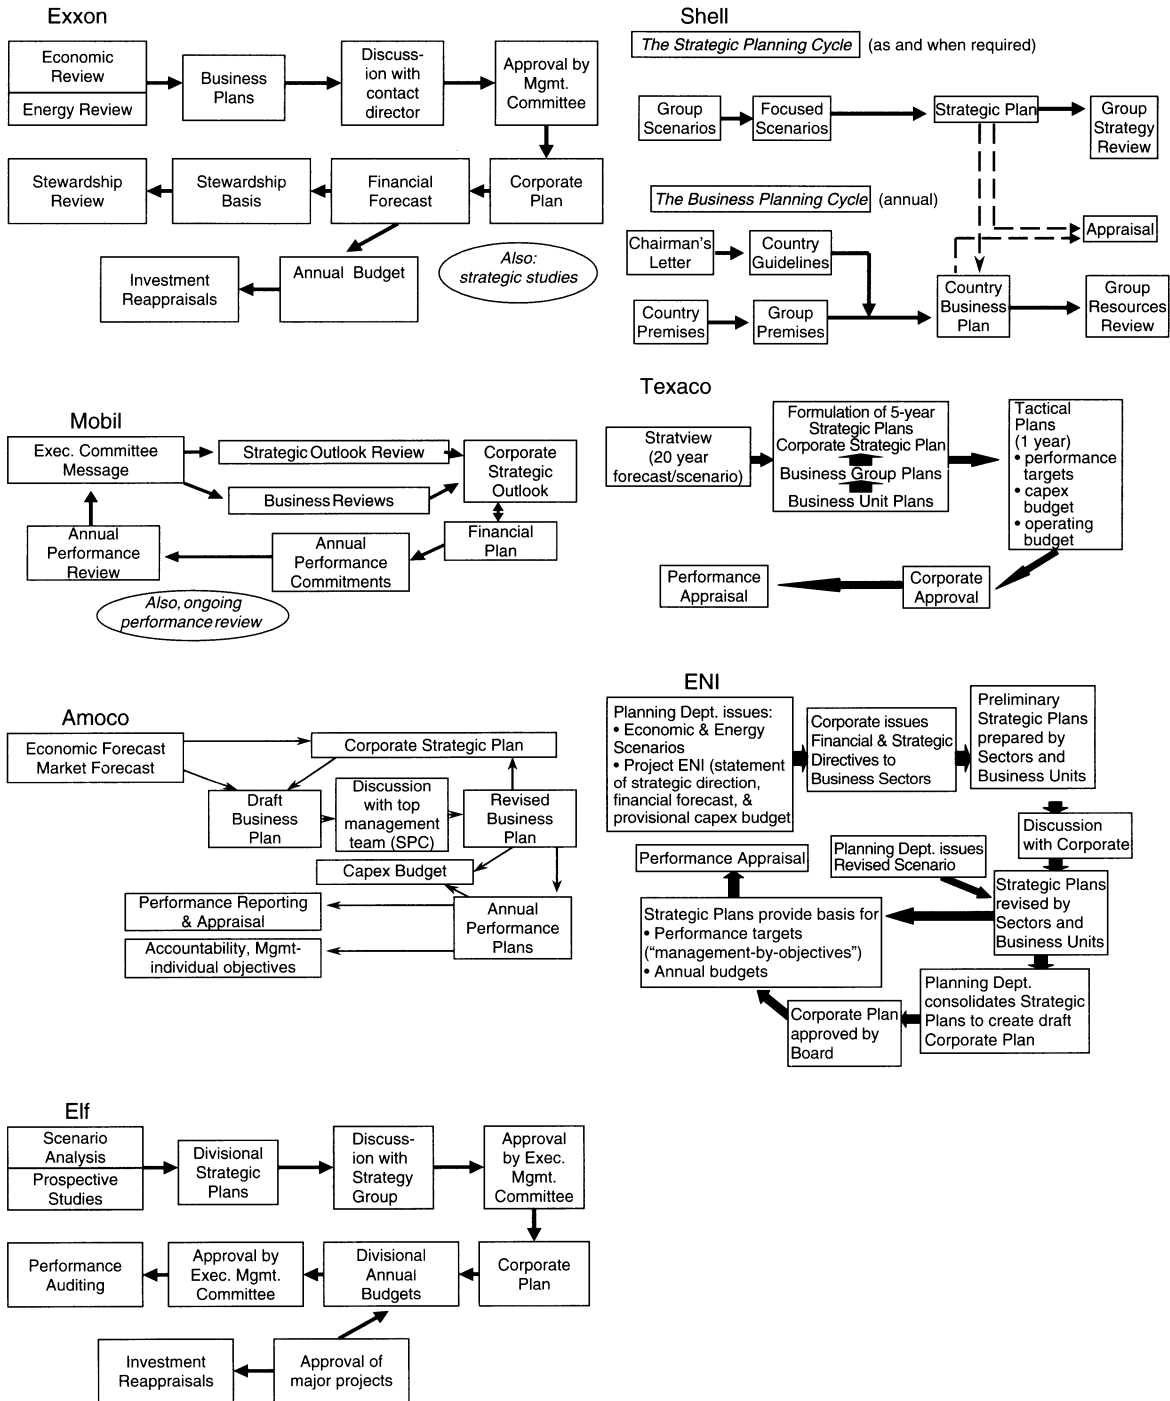 Exxon
Economic
Review
Energy Review
Business
Plans
Discuss-
ion with
contact
director
Approval by
Mgmt.
Committee
Stewardship
Review
Stewardship
Basis
Financial
Forecast
Corporate
Plan
Investment
Reappraisals
Annual Budget
Also:
strategic studies
Shell
The Strategic Planning Cycle (as and when required)
Group
Scenarios
Focused
Scenarios
Strategic Plan
Group
Strategy
Review
The Business Planning Cycle (annual)
Appraisal
Chairman's
Letter
Country
Guidelines
Country
Premises
Group
Premises
Country
Business
Plan
Group
Resources
Review
Mobil
Exec. Committee
Message
Strategic Outlook Review
Business Reviews
Corporate
Strategic
Outlook
Financial
Plan
Annual
Performance
Commitments
Annual
Performance
Review
Also, ongoing
performance review
Texaco
Stratview
(20 year
forecast/scenario)
Formulation of 5-year
Strategic Plans
Corporate Strategic Plan
Business Group Plans
Business Unit Plans
Tactical
Plans
(1 year)
• performance
targets
• capex
budget
• operating
budget
Performance
Appraisal
Corporate
Approval
Amoco
Economic Forecast
Market Forecast
Corporate Strategic Plan
Draft
Business
Plan
Discussion
with top
management
team (SPC)
Revised
Business
Plan
Capex Budget
Performance Reporting
& Appraisal
Accountability, Mgmt-
individual objectives
Annual
Performance
Plans
ENI
Planning Dept. issues:
• Economic & Energy
Scenarios
• Project ENI (statement
of strategic direction,
financial forecast, &
provisional capex budget
Corporate issues
Financial & Strategic
Directives to
Business Sectors
Preliminary
Strategic Plans
prepared by
Sectors and
Business Units
Discussion
with Corporate
Performance Appraisal
Planning Dept. issues
Revised Scenario
Strategic Plans
revised by
Sectors and
Business Units
Strategic Plans provide basis for
• Performance targets
(“management-by-objectives”)
• Annual budgets
Planning Dept.
consolidates Strategic
Plans to create draft
Corporate Plan
Corporate Plan
approved by
Board
Elf
Scenario
Analysis
Prospective
Studies
Divisional
Strategic
Plans
Discuss-
ion with
Strategy
Group
Approval
by Exec.
Mgmt.
Committee
Performance
Auditing
Approval by
Exec. Mgmt.
Committee
Divisional
Annual
Budgets
Corporate
Plan
Investment
Reappraisals
Approval of
major projects